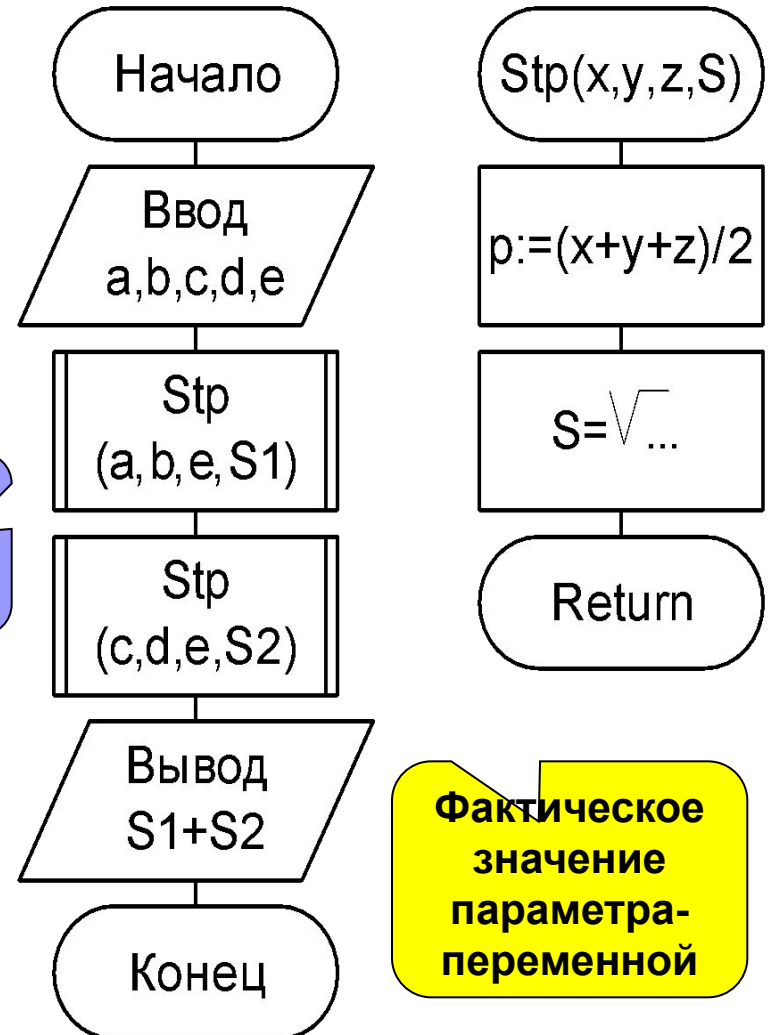 Начало
Ввод
a,b,c,d,e
Stp
(a,b,e,S1)
Stp
(c,d,e,S2)
Вывод
S1+S2
Конец
Stp(x,y,z,S)
p:=(x+y+z)/2
S=√...
Return
Фактическое
значение
параметра-
переменной